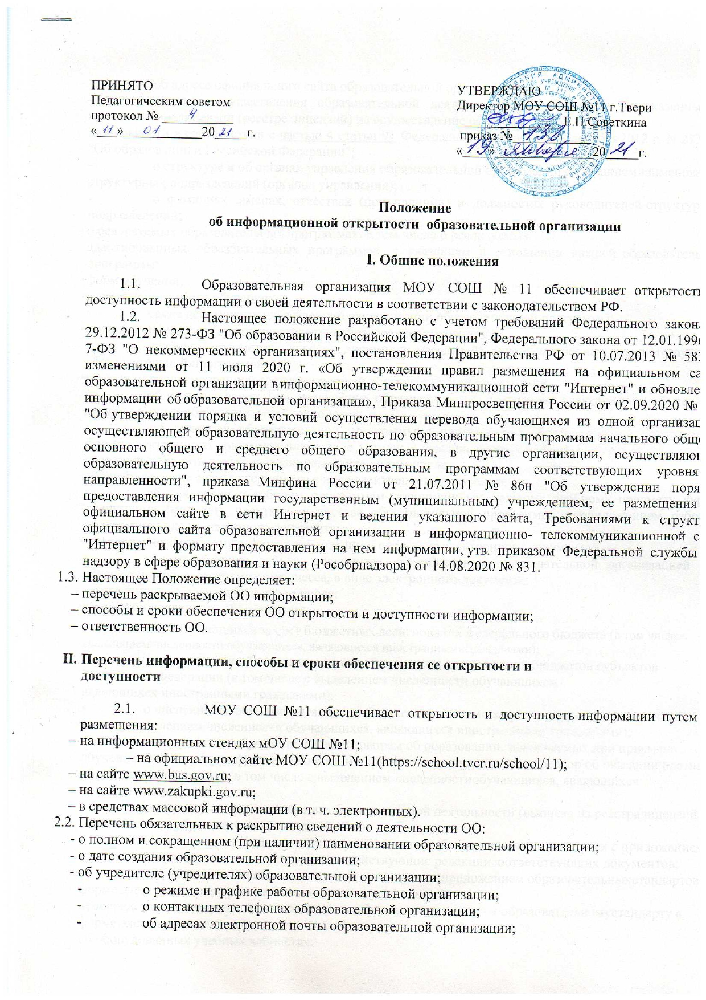 ПРИНЯТО
Педагогическим советом
протокол № 4
«11» 01 2021 г.
УТВЕРЖДАЮ
Директор МОУ СОШ №11 г.Твери
Е.П.Советкина
приказ № 130
«19» января 2021 г.
Положение
об информационной открытости образовательной организации
I. Общие положения
1.1. Образовательная организация МОУ СОШ № 11 обеспечивает открытость
доступность информации о своей деятельности в соответствии с законодательством РФ.
1.2. Настоящее положение разработано с учетом требований Федерального закона
29.12.2012 № 273-ФЗ "Об образовании в Российской Федерации", Федерального закона от 12.01.1996
7-ФЗ "О некоммерческих организациях", постановления Правительства РФ от 10.07.2013 № 582
изменениями от 11 июля 2020 г. «Об утверждении правил размещения на официальном са
образовательной организации в информационно-телекоммуникационной сети "Интернет" и обновле
информации об образовательной организации», Приказа Минпросвещения России от 02.09.2020 №
"Об утверждении порядка и условий осуществления перевода обучающихся из одной организац
осуществляющей образовательную деятельность по образовательным программам начального обще
основного общего и среднего общего образования, в другие организации, осуществляющ
образовательную деятельность по образовательным программам соответствующих уровня
направленности", приказа Минфина России от 21.07.2011 № 86н "Об утверждении поря
предоставления информации государственным (муниципальным) учреждением, ее размещения
официальном сайте в сети Интернет и ведения указанного сайта, Требованиями к структ
официального сайта образовательной организации в информационно- телекоммуникационной с
"Интернет" и формату предоставления на нем информации, утв. приказом Федеральной службы
надзору в сфере образования и науки (Рособрнадзора) от 14.08.2020 № 831.
1.3. Настоящее Положение определяет:
– перечень раскрываемой ОО информации;
– способы и сроки обеспечения ОО открытости и доступности информации;
– ответственность ОО.
II. Перечень информации, способы и сроки обеспечения ее открытости и
доступности
2.1. МОУ СОШ №11 обеспечивает открытость и доступность информации путем
размещения:
– на информационных стендах мОУ СОШ №11;
– на официальном сайте МОУ СОШ №11(https://school.tver.ru/school/11);
– на сайте www.bus.gov.ru;
– на сайте www.zakupki.gov.ru;
– в средствах массовой информации (в т. ч. электронных).
2.2. Перечень обязательных к раскрытию сведений о деятельности ОО:
- о полном и сокращенном (при наличии) наименовании образовательной организации;
- о дате создания образовательной организации;
- об учредителе (учредителях) образовательной организации;
- о режиме и графике работы образовательной организации;
- о контактных телефонах образовательной организации;
- об адресах электронной почты образовательной организации;